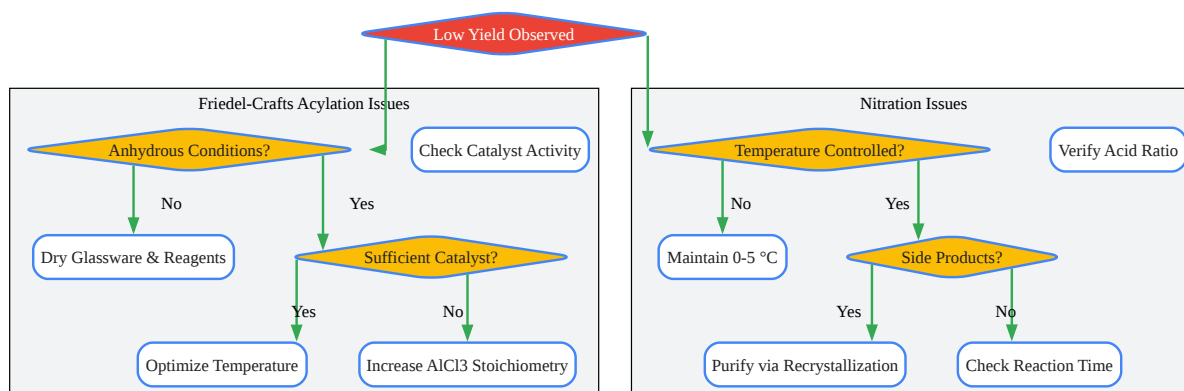 Low Yield Observed
Friedel-Crafts Acylation Issues
Anhydrous Conditions?
Check Catalyst Activity
No
Yes
Dry Glassware & Reagents
Sufficient Catalyst?
Yes
No
Optimize Temperature
Increase AlCl3 Stoichiometry
Nitration Issues
Temperature Controlled?
Verify Acid Ratio
No
Yes
Maintain 0-5 °C
Side Products?
Yes
No
Purify via Recrystallization
Check Reaction Time